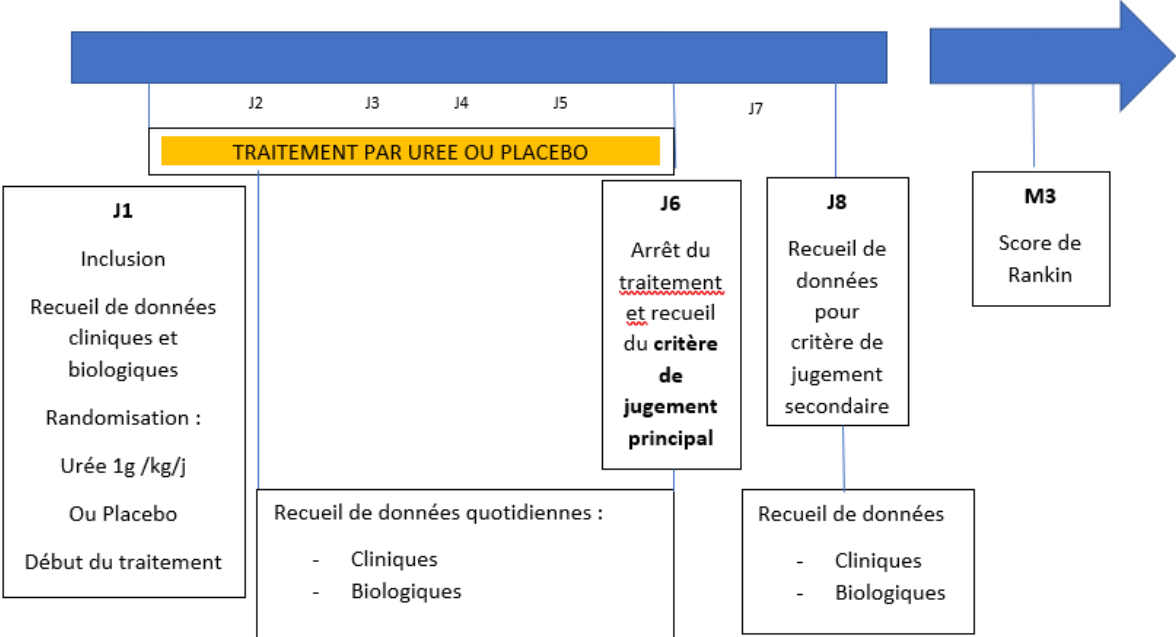 J2
J3
J4
J5
J7
TRAITEMENT PAR UREE OU PLACEBO
J1
Inclusion
Recueil de données
cliniques et
biologiques
Randomisation :
Urée 1g /kg/j
Ou Placebo
Début du traitement
J6
Arrêt du
traitement
et recueil
du critère
de
jugement
principal
J8
Recueil de
données
pour
critère de
jugement
secondaire
M3
Score de
Rankin
Recueil de données quotidiennes :
- Cliniques
- Biologiques
Recueil de données
- Cliniques
- Biologiques